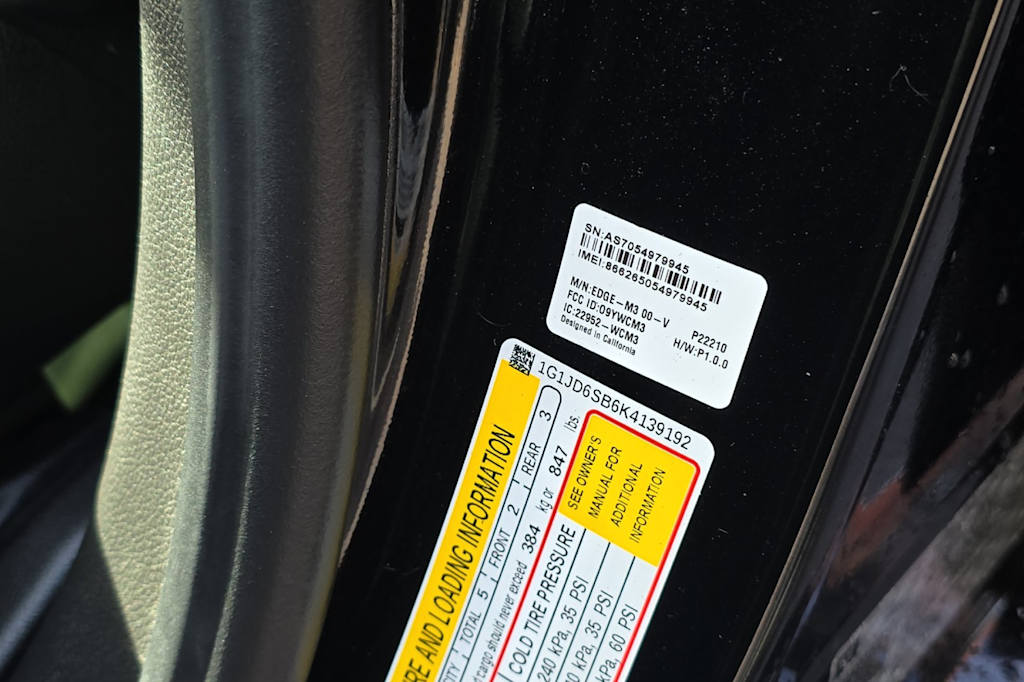 SN:AS7054979945
IMEI:866265054979945
M/N:EDGE-M3 00-V P22210
FCC ID:09YWCM3 H/W:P1.0.0
IC:22952-WCM3
Designed in California
1G1JD6SB6K4139192
RE AND LOADING INFORMATION
ITY TOTAL 5 FRONT 2 REAR 3
cargo should never exceed 384 kg or 847 lbs.
COLD TIRE PRESSURE
240 kPa, 35 PSI
kPa, 35 PSI
kPa, 60 PSI
SEE OWNER'S
MANUAL FOR
ADDITIONAL
INFORMATION